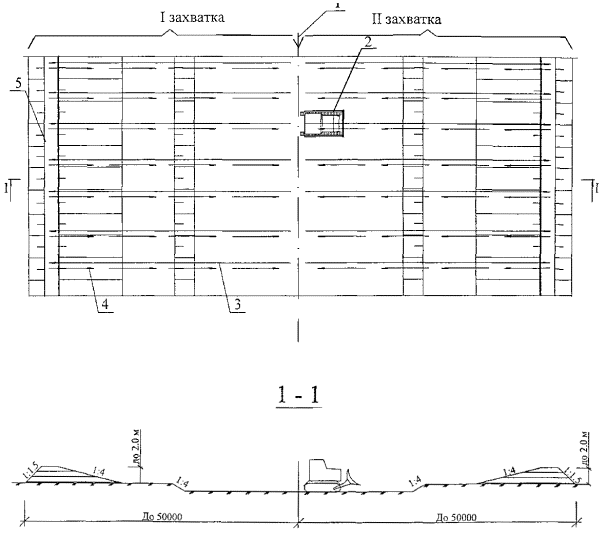 I захватка
1
II захватка
2
5
I
I
4
3
1 - 1
до 2.0 м
до 2.0 м
1:1.5
1:4
1:4
1:4
1:4
1:1.5
До 50000
До 50000